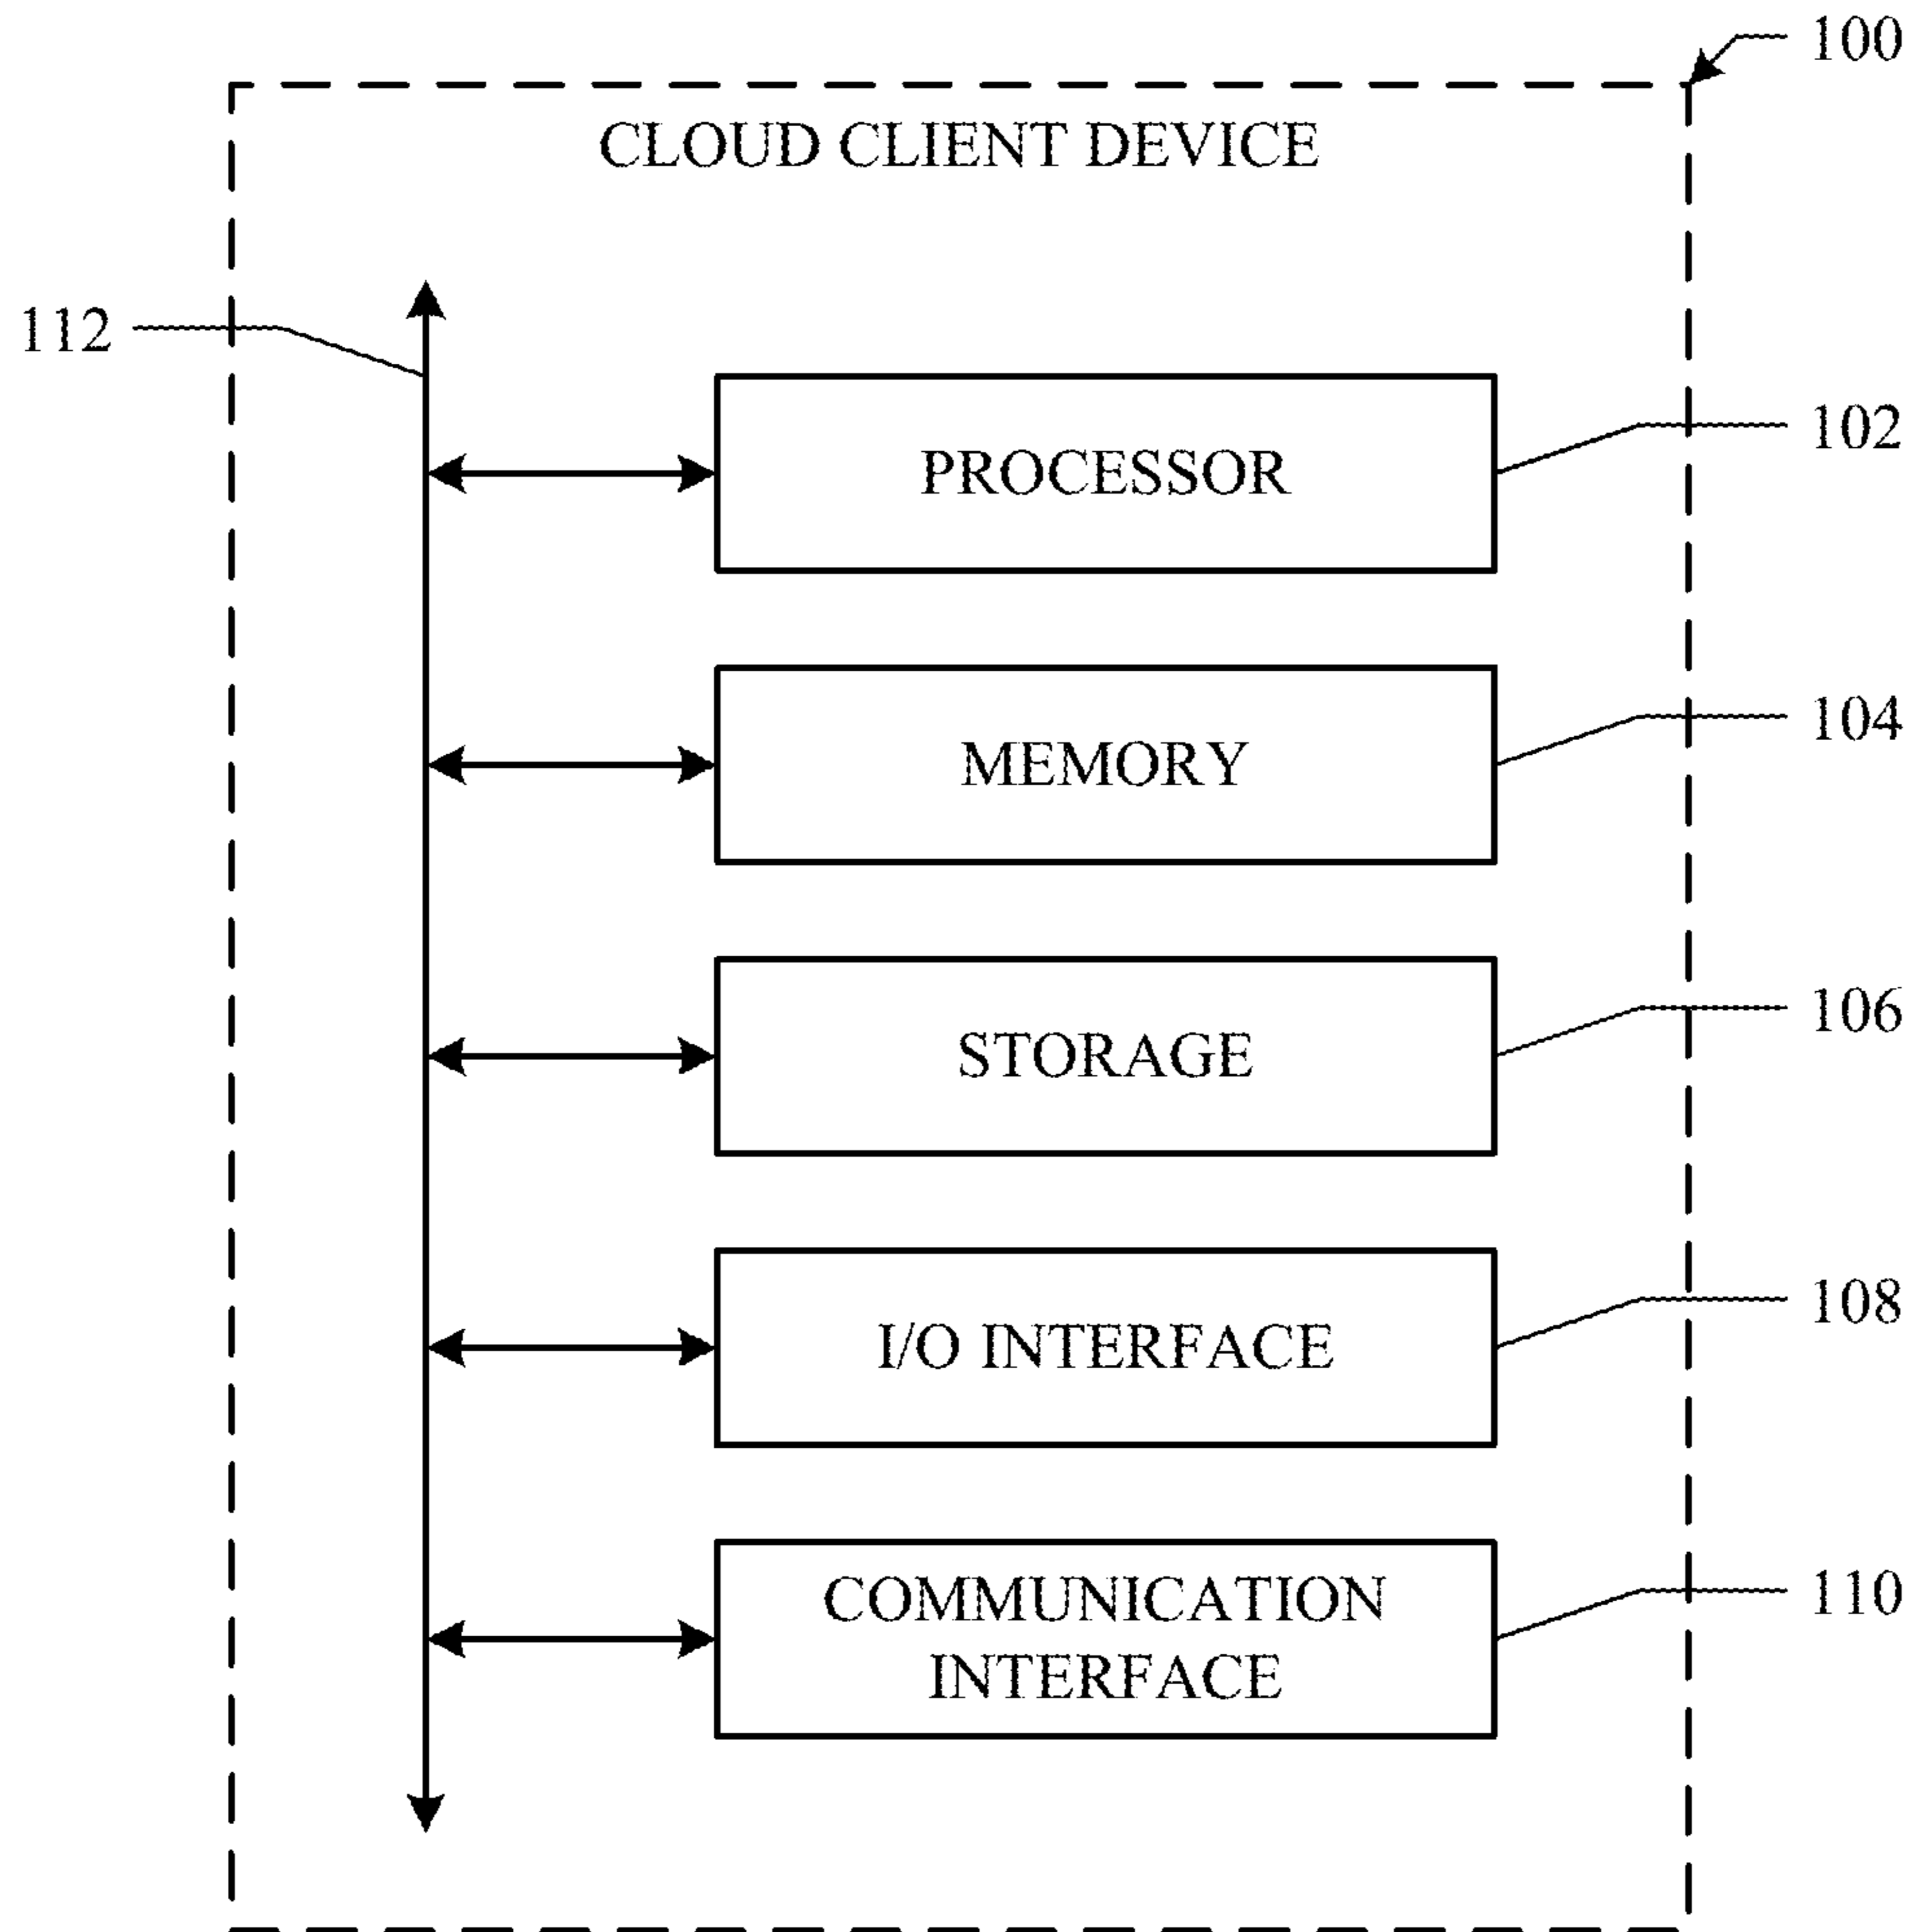 100
CLOUD CLIENT DEVICE
112
PROCESSOR
102
MEMORY
104
STORAGE
106
I/O INTERFACE
108
COMMUNICATION
INTERFACE
110